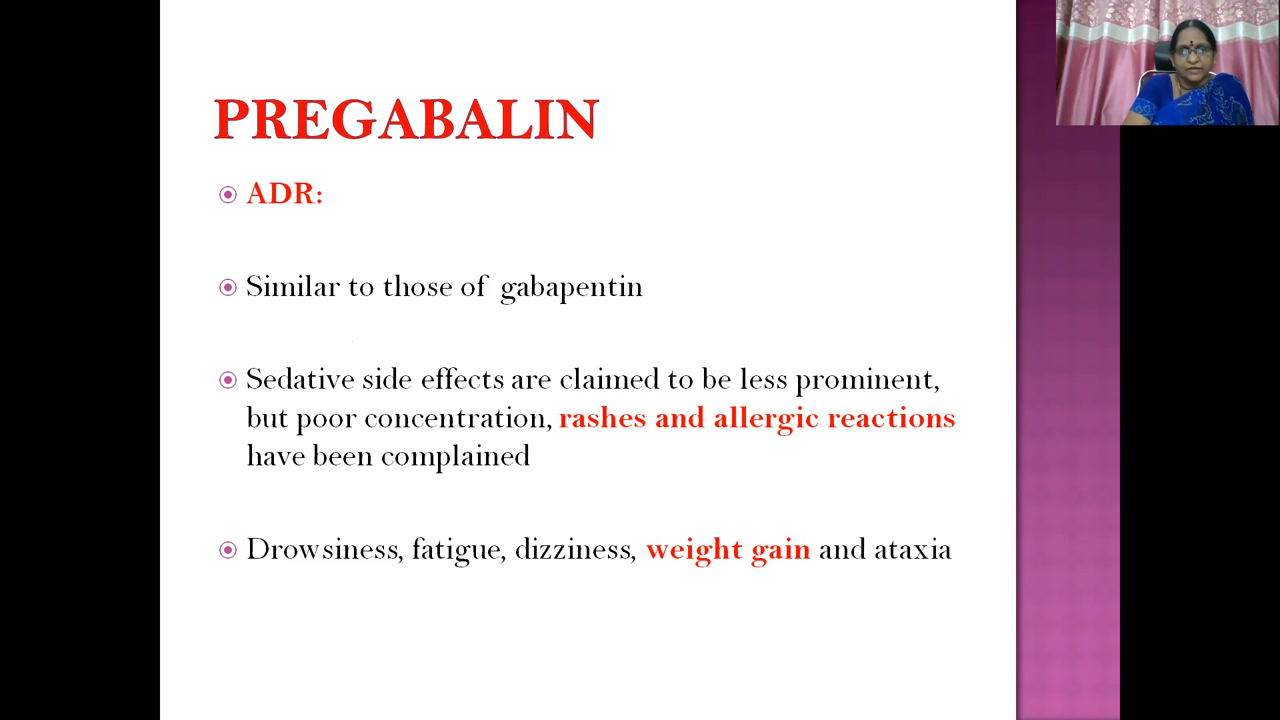 PREGABALIN
ADR:
Similar to those of gabapentin
Sedative side effects are claimed to be less prominent,
but poor concentration, rashes and allergic reactions
have been complained
Drowsiness, fatigue, dizziness, weight gain and ataxia